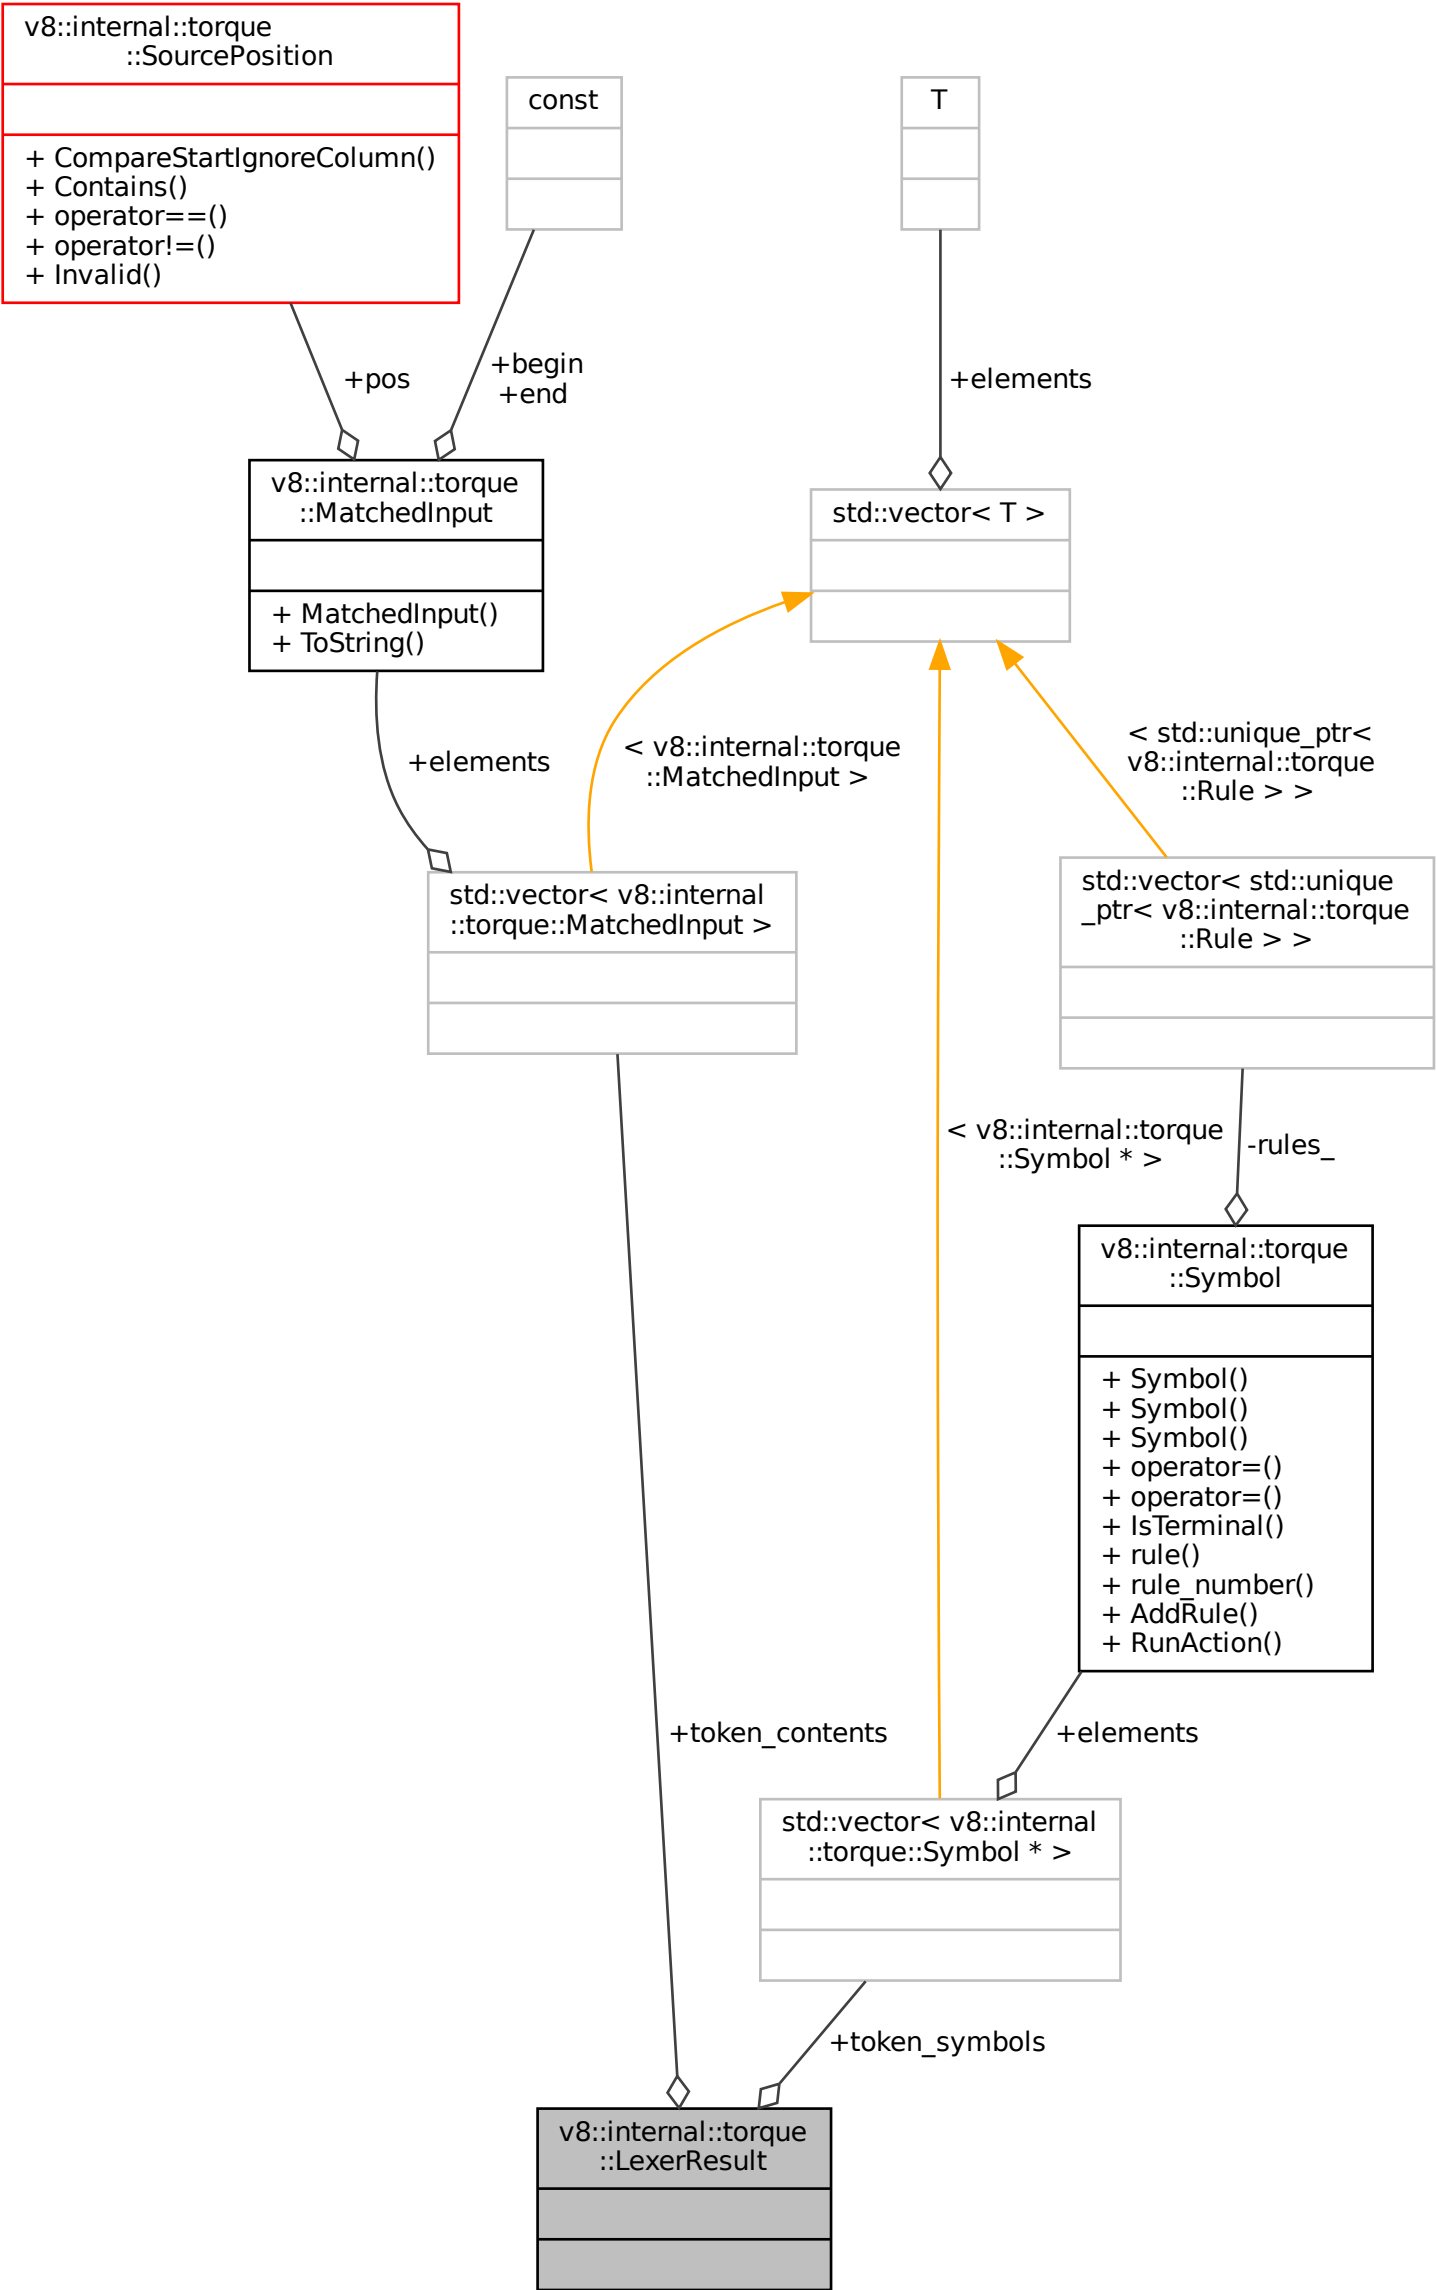 v8::internal::torque
::SourcePosition
+ CompareStartIgnoreColumn()
+ Contains()
+ operator==()
+ operator!=()
+ Invalid()
const
T
+pos
+begin
+end
+elements
v8::internal::torque
::MatchedInput
+ MatchedInput()
+ ToString()
std::vector< T >
+elements
< v8::internal::torque
::MatchedInput >
< std::unique_ptr<
v8::internal::torque
::Rule > >
std::vector< v8::internal
::torque::MatchedInput >
std::vector< std::unique
_ptr< v8::internal::torque
::Rule > >
< v8::internal::torque
::Symbol * >
-rules_
v8::internal::torque
::Symbol
+ Symbol()
+ Symbol()
+ Symbol()
+ operator=()
+ operator=()
+ IsTerminal()
+ rule()
+ rule_number()
+ AddRule()
+ RunAction()
+token_contents
+elements
std::vector< v8::internal
::torque::Symbol * >
+token_symbols
v8::internal::torque
::LexerResult